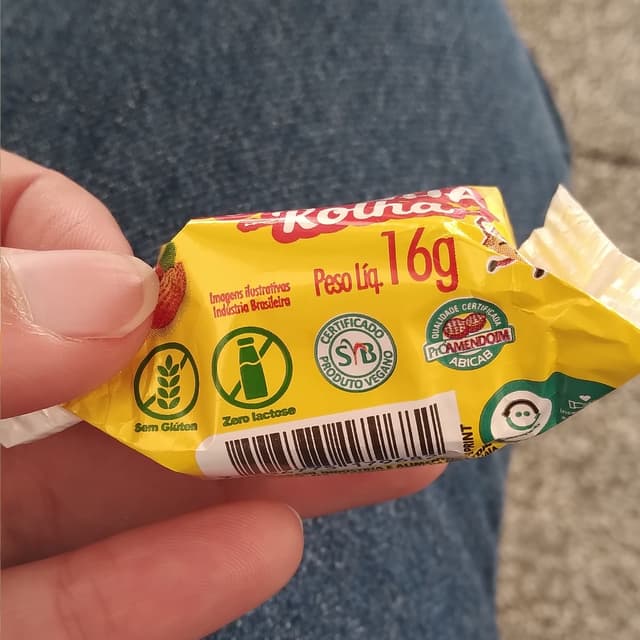 Rolha
Peso Líq. 16g
Imagens ilustrativas
Indústria Brasileira
Sem Glúten
Zero lactose
CERTIFICADO
SVB
PRODUTO VEGANO
QUALIDADE CERTIFICADA
PRÓAMENDOIM
ABICAB